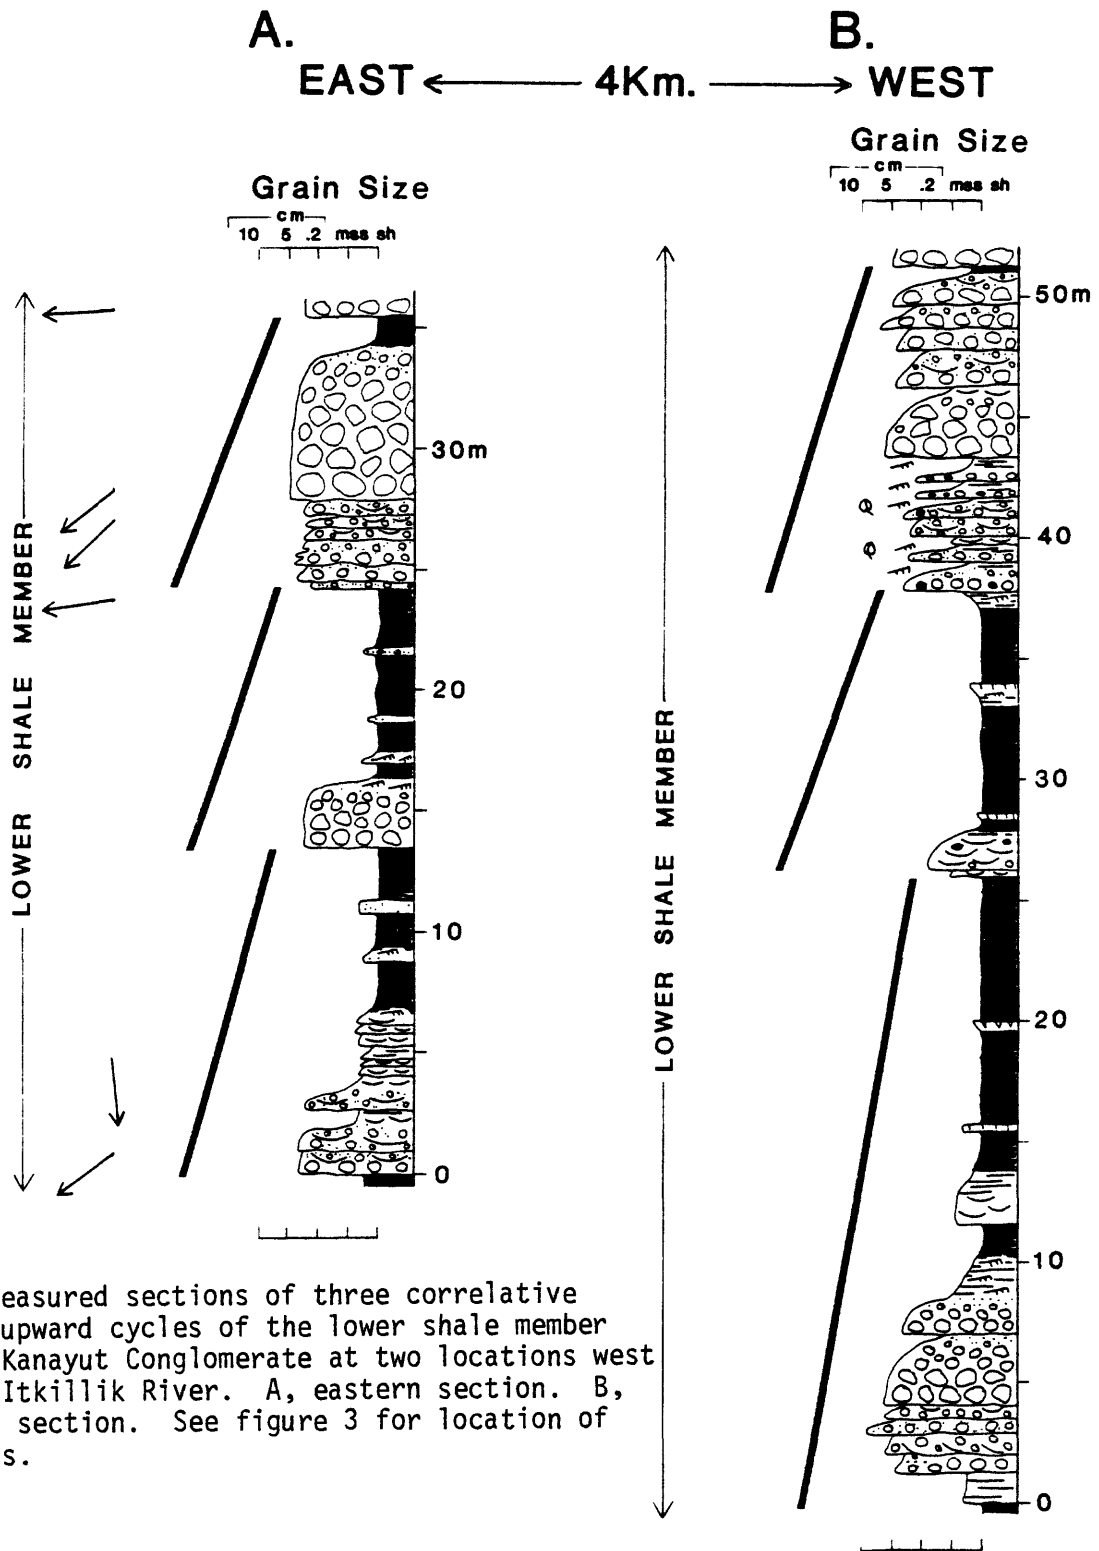 A.
B.
EAST 4Km. WEST
Grain Size
cm
10 5 .2 mss sh
Grain Size
cm
10 5 .2 mss sh
LOWER SHALE MEMBER
30m
20
10
0
LOWER SHALE MEMBER
50m
40
30
20
10
0
easured sections of three correlative
upward cycles of the lower shale member
Kanayut Conglomerate at two locations west
Itkillik River. A, eastern section. B,
section. See figure 3 for location of
s.